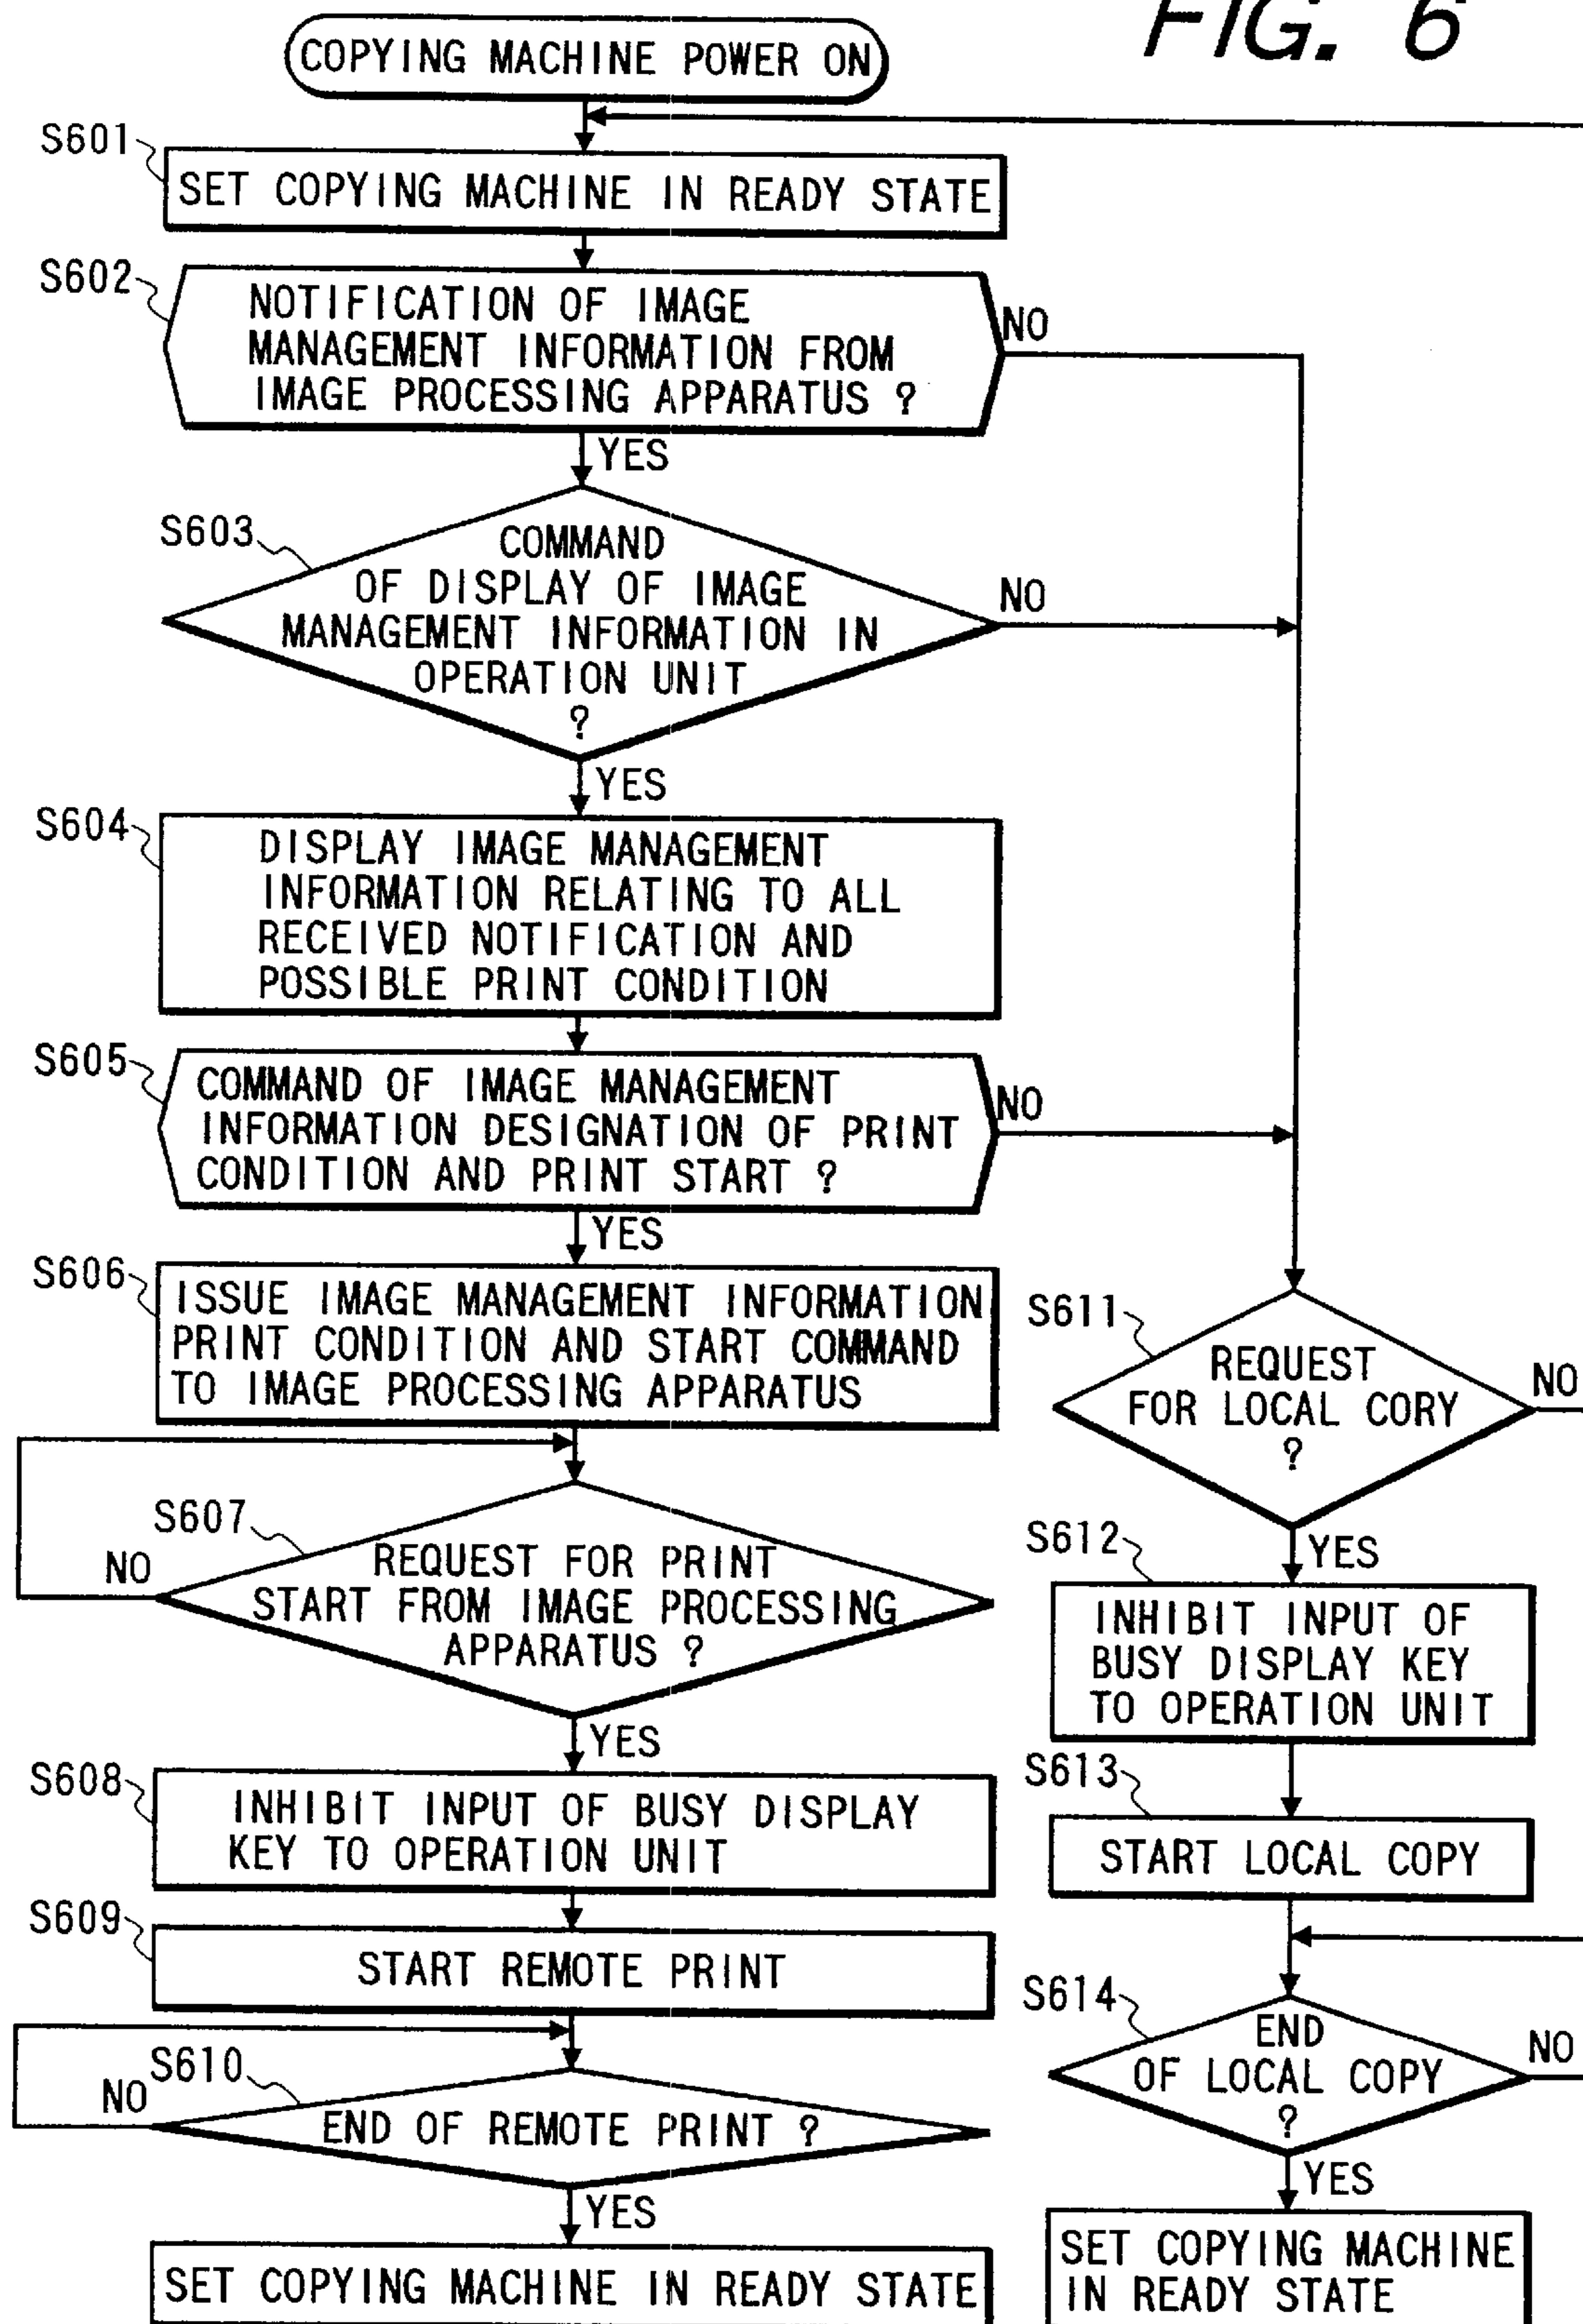 FIG. 6
COPYING MACHINE POWER ON
S601
SET COPYING MACHINE IN READY STATE
S602
NOTIFICATION OF IMAGE
MANAGEMENT INFORMATION FROM
IMAGE PROCESSING APPARATUS ?
NO
YES
S603
COMMAND
OF DISPLAY OF IMAGE
MANAGEMENT INFORMATION IN
OPERATION UNIT
?
NO
YES
S604
DISPLAY IMAGE MANAGEMENT
INFORMATION RELATING TO ALL
RECEIVED NOTIFICATION AND
POSSIBLE PRINT CONDITION
S605
COMMAND OF IMAGE MANAGEMENT
INFORMATION DESIGNATION OF PRINT
CONDITION AND PRINT START ?
NO
YES
S606
ISSUE IMAGE MANAGEMENT INFORMATION
PRINT CONDITION AND START COMMAND
TO IMAGE PROCESSING APPARATUS
S607
REQUEST FOR PRINT
START FROM IMAGE PROCESSING
APPARATUS ?
NO
YES
S608
INHIBIT INPUT OF BUSY DISPLAY
KEY TO OPERATION UNIT
S609
START REMOTE PRINT
S610
END OF REMOTE PRINT ?
NO
YES
SET COPYING MACHINE IN READY STATE
S611
REQUEST
FOR LOCAL CORY
?
NO
YES
S612
INHIBIT INPUT OF
BUSY DISPLAY KEY
TO OPERATION UNIT
S613
START LOCAL COPY
S614
END
OF LOCAL COPY
?
NO
YES
SET COPYING MACHINE
IN READY STATE